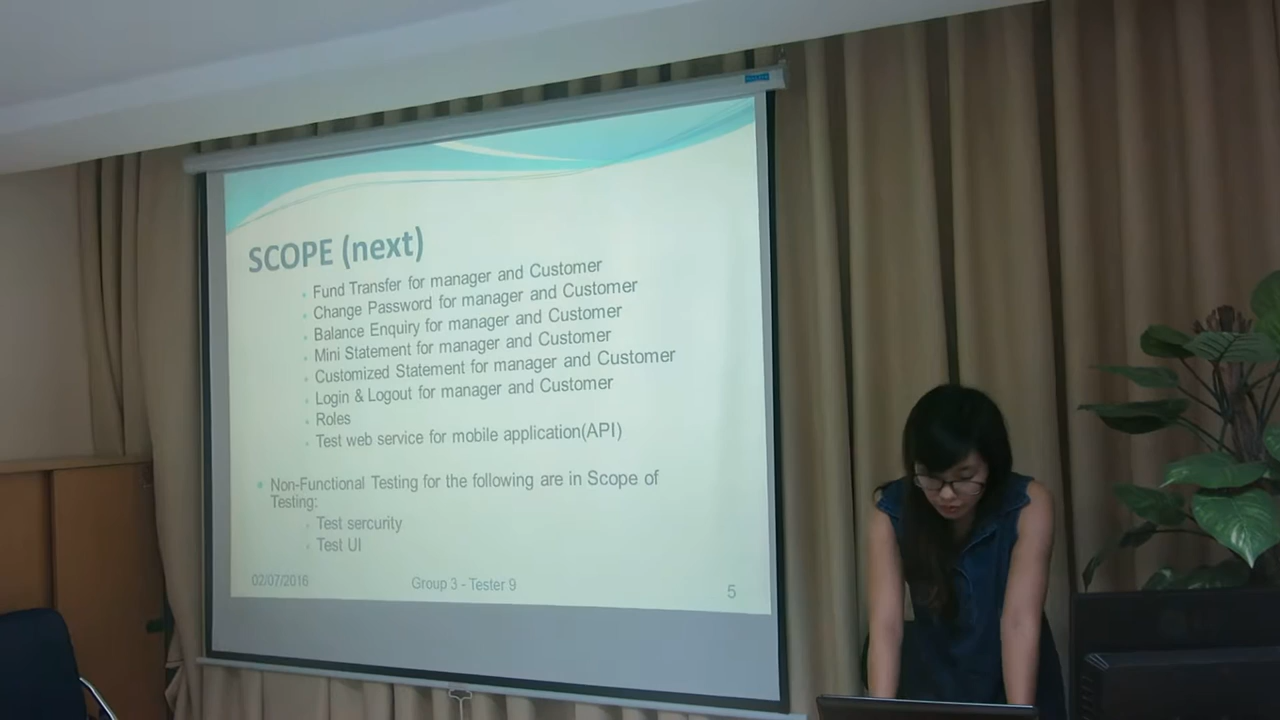 SCOPE (next)
Fund Transfer for manager and Customer
Change Password for manager and Customer
Balance Enquiry for manager and Customer
Mini Statement for manager and Customer
Customized Statement for manager and Customer
Login & Logout for manager and Customer
Roles
Test web service for mobile application(API)
Non-Functional Testing for the following are in Scope of
Testing:
Test sercurity
Test UI
02/07/2016
Group 3 - Tester 9
5